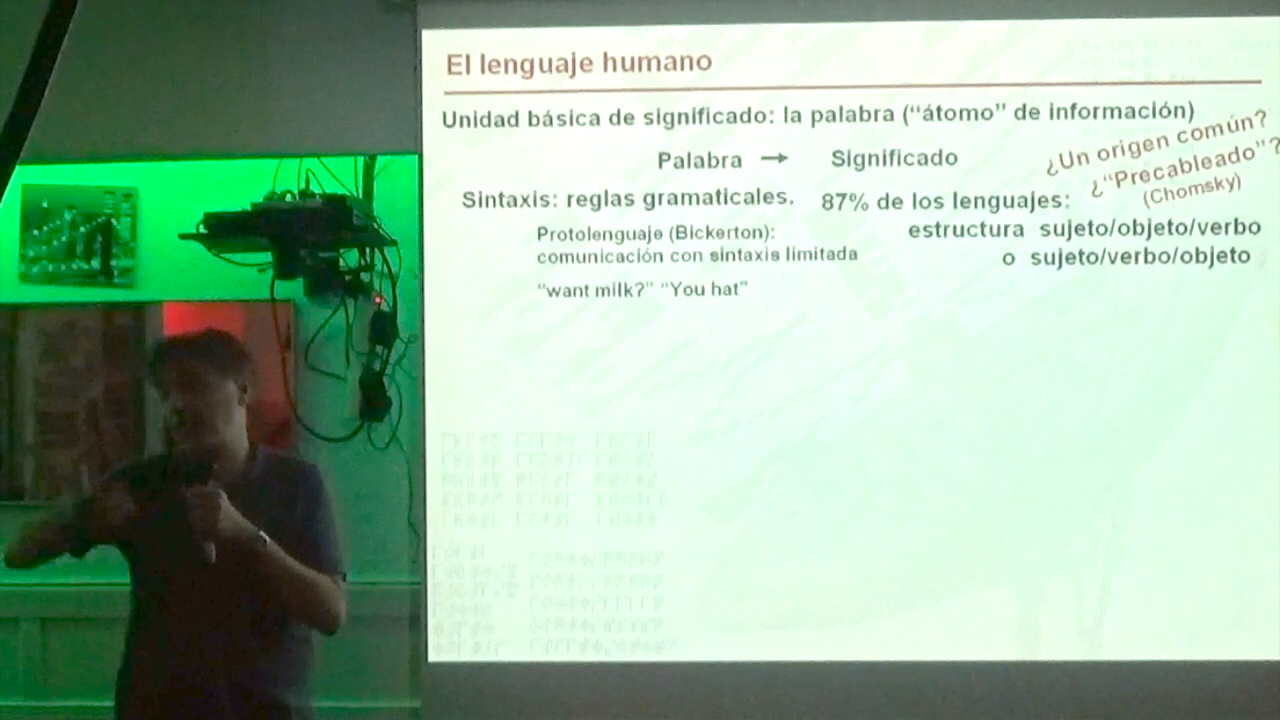 El lenguaje humano
Unidad básica de significado: la palabra (“átomo” de información)
Palabra → Significado
¿Un origen común?
¿“Precableado”?
(Chomsky)
Sintaxis: reglas gramaticales.
87% de los lenguajes:
estructura sujeto/objeto/verbo
o sujeto/verbo/objeto
Protolenguaje (Bickerton):
comunicación con sintaxis limitada
“want milk?” “You hat”